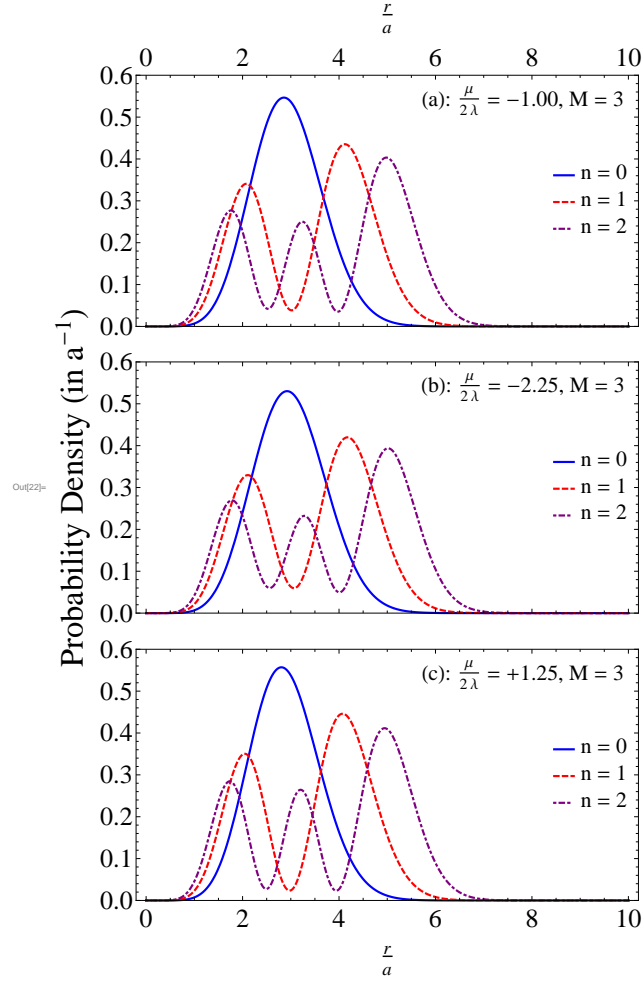 r/a
0 2 4 6 8 10
0.6
0.5
0.4
0.3
0.2
0.1
0.0
(a): μ/2λ = −1.00, M = 3
n = 0
n = 1
n = 2
0.6
0.5
0.4
0.3
0.2
0.1
0.0
(b): μ/2λ = −2.25, M = 3
n = 0
n = 1
n = 2
Out[22]=
Probability Density (in a⁻¹)
0.6
0.5
0.4
0.3
0.2
0.1
0.0
(c): μ/2λ = +1.25, M = 3
n = 0
n = 1
n = 2
0 2 4 6 8 10
r/a